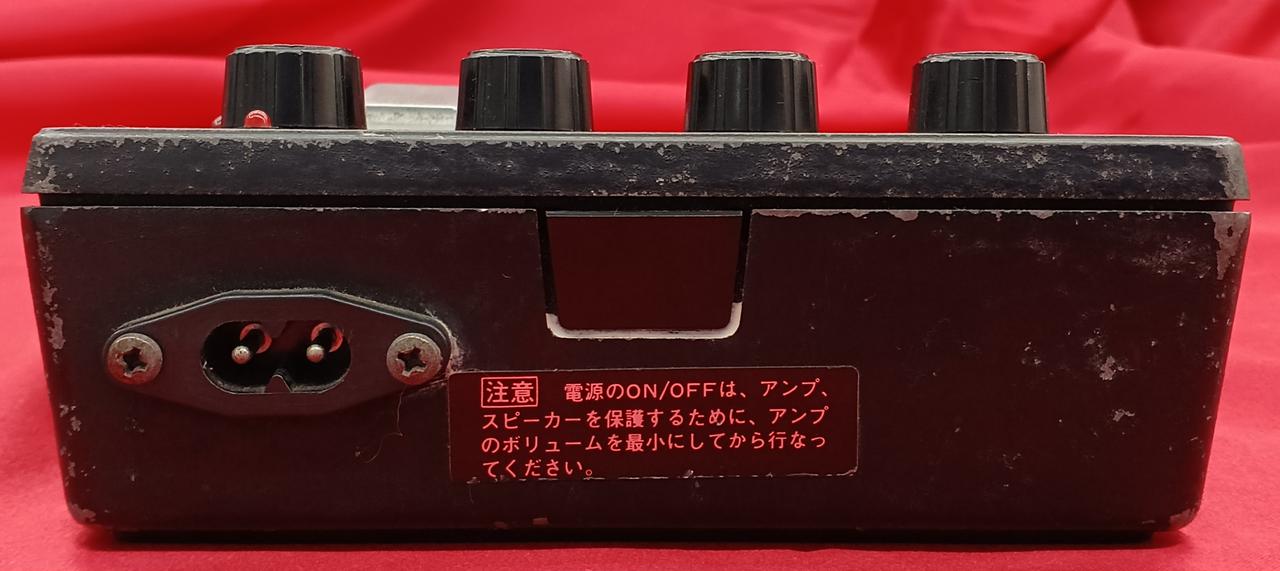 注意 電源のON/OFFは、アンプ、
スピーカーを保護するために、アンプ
のボリュームを最小にしてから行なっ
てください。